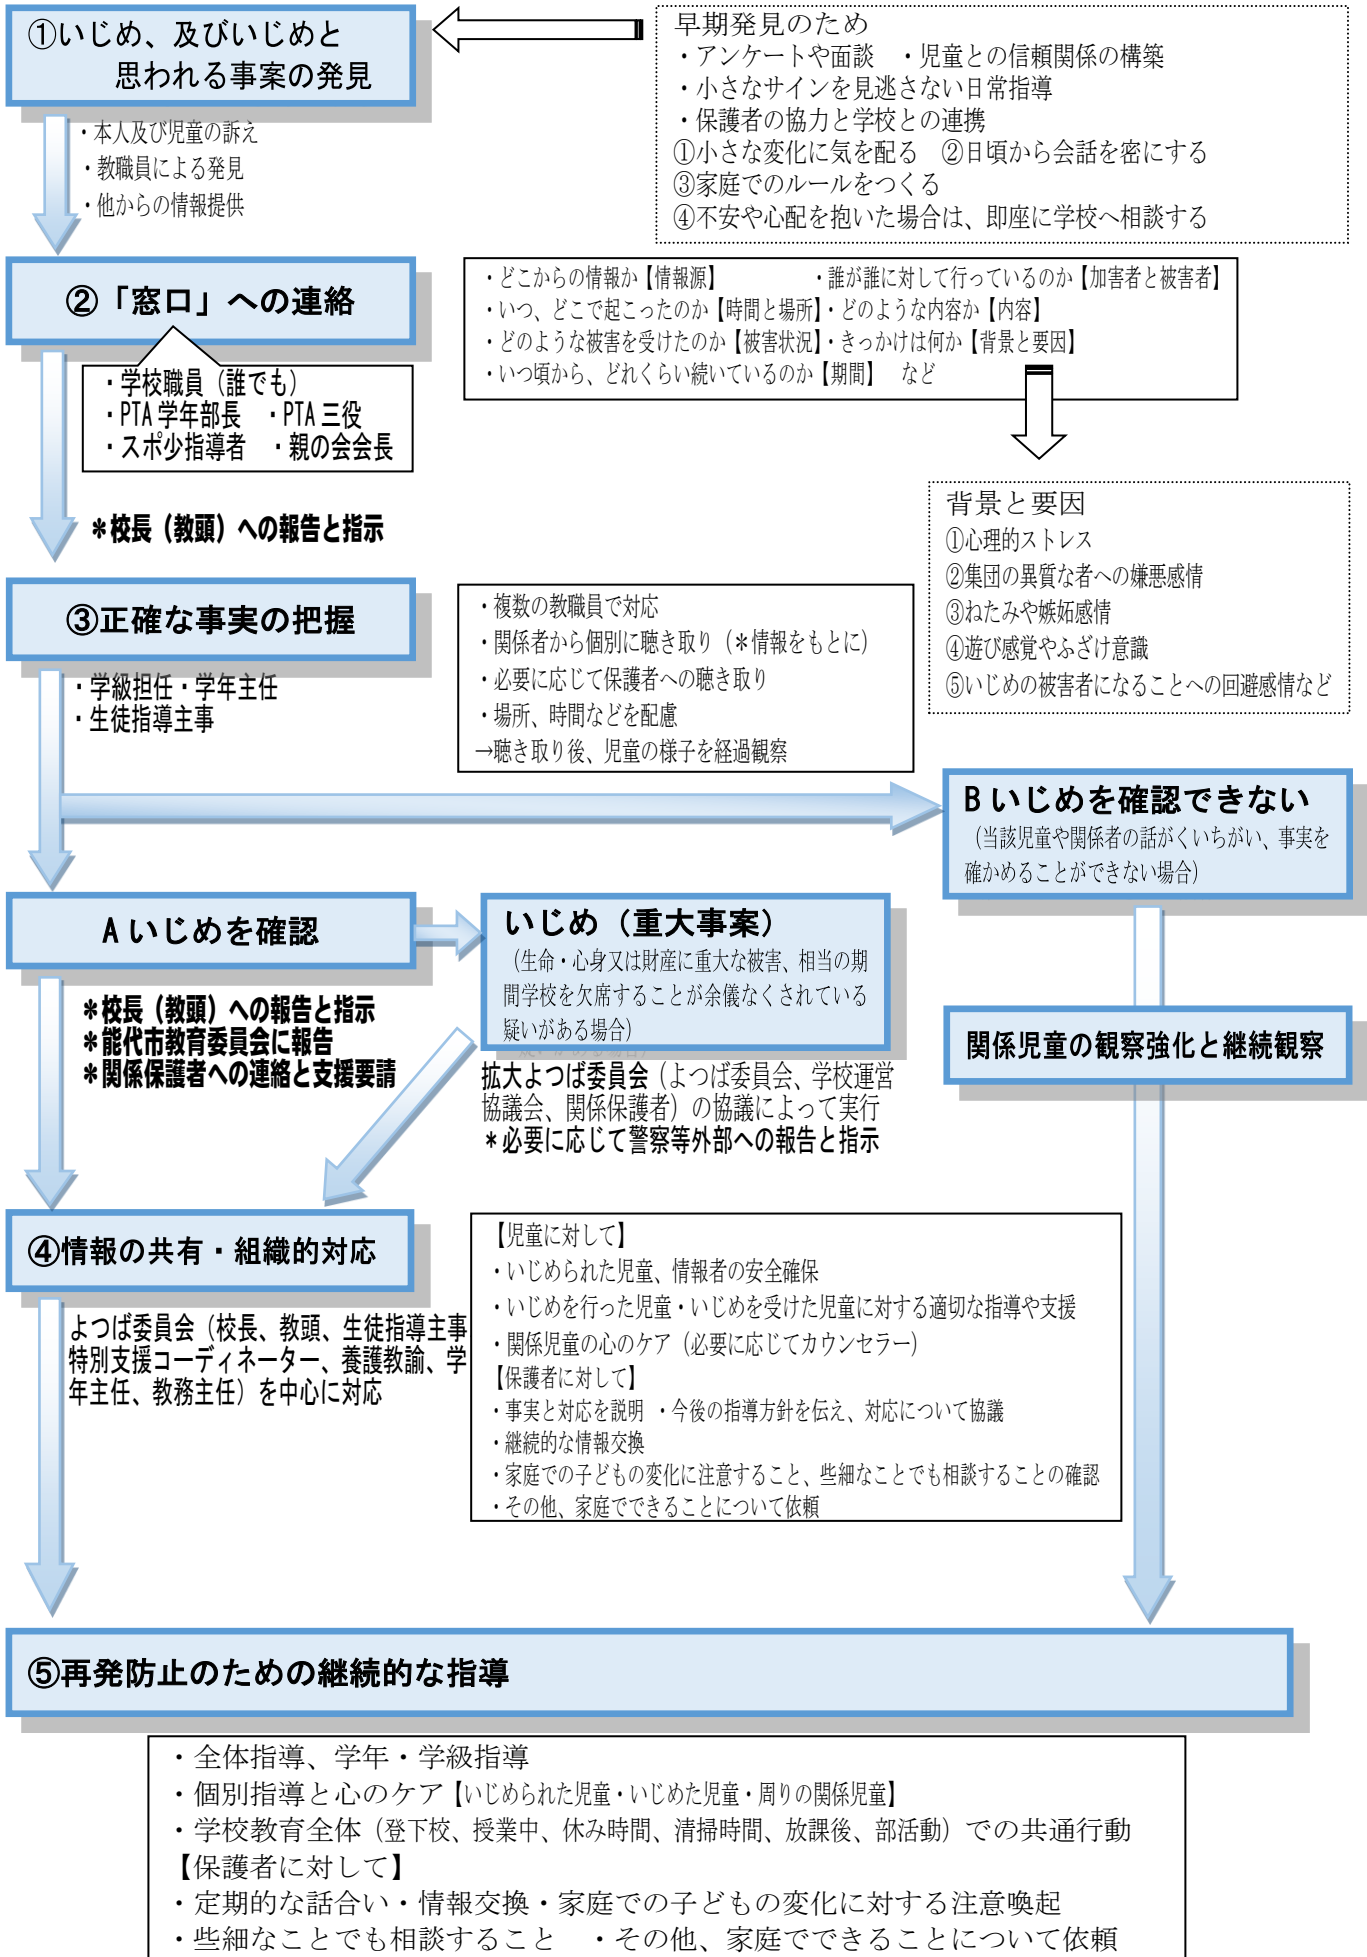 ①いじめ、及びいじめと
思われる事案の発見
・本人及び児童の訴え
・教職員による発見
・他からの情報提供
早期発見のため
・アンケートや面談　・児童との信頼関係の構築
・小さなサインを見逃さない日常指導
・保護者の協力と学校との連携
①小さな変化に気を配る　②日頃から会話を密にする
③家庭でのルールをつくる
④不安や心配を抱いた場合は、即座に学校へ相談する
②「窓口」への連絡
・学校職員（誰でも）
・PTA 学年部長　・PTA 三役
・スポ少指導者　・親の会会長
＊校長（教頭）への報告と指示
・どこからの情報か【情報源】　・誰が誰に対して行っているのか【加害者と被害者】
・いつ、どこで起こったのか【時間と場所】・どのような内容か【内容】
・どのような被害を受けたのか【被害状況】・きっかけは何か【背景と要因】
・いつ頃から、どれくらい続いているのか【期間】　など
背景と要因
①心理的ストレス
②集団の異質な者への嫌悪感情
③ねたみや嫉妬感情
④遊び感覚やふざけ意識
⑤いじめの被害者になることへの回避感情など
③正確な事実の把握
・学級担任・学年主任
・生徒指導主事
・複数の教職員で対応
・関係者から個別に聴き取り（＊情報をもとに）
・必要に応じて保護者への聴き取り
・場所、時間などを配慮
→聴き取り後、児童の様子を経過観察
B いじめを確認できない
（当該児童や関係者の話がくいちがい、事実を
確かめることができない場合）
A いじめを確認
＊校長（教頭）への報告と指示
＊能代市教育委員会に報告
＊関係保護者への連絡と支援要請
いじめ（重大事案）
（生命・心身又は財産に重大な被害、相当の期
間学校を欠席することが余儀なくされている
疑いがある場合）
拡大よつば委員会（よつば委員会、学校運営
協議会、関係保護者）の協議によって実行
＊必要に応じて警察等外部への報告と指示
関係児童の観察強化と継続観察
④情報の共有・組織的対応
よつば委員会（校長、教頭、生徒指導主事
特別支援コーディネーター、養護教諭、学
年主任、教務主任）を中心に対応
【児童に対して】
・いじめられた児童、情報者の安全確保
・いじめを行った児童・いじめを受けた児童に対する適切な指導や支援
・関係児童の心のケア（必要に応じてカウンセラー）
【保護者に対して】
・事実と対応を説明　・今後の指導方針を伝え、対応について協議
・継続的な情報交換
・家庭での子どもの変化に注意すること、些細なことでも相談することの確認
・その他、家庭でできることについて依頼
⑤再発防止のための継続的な指導
・全体指導、学年・学級指導
・個別指導と心のケア【いじめられた児童・いじめた児童・周りの関係児童】
・学校教育全体（登下校、授業中、休み時間、清掃時間、放課後、部活動）での共通行動
【保護者に対して】
・定期的な話合い・情報交換・家庭での子どもの変化に対する注意喚起
・些細なことでも相談すること　・その他、家庭でできることについて依頼